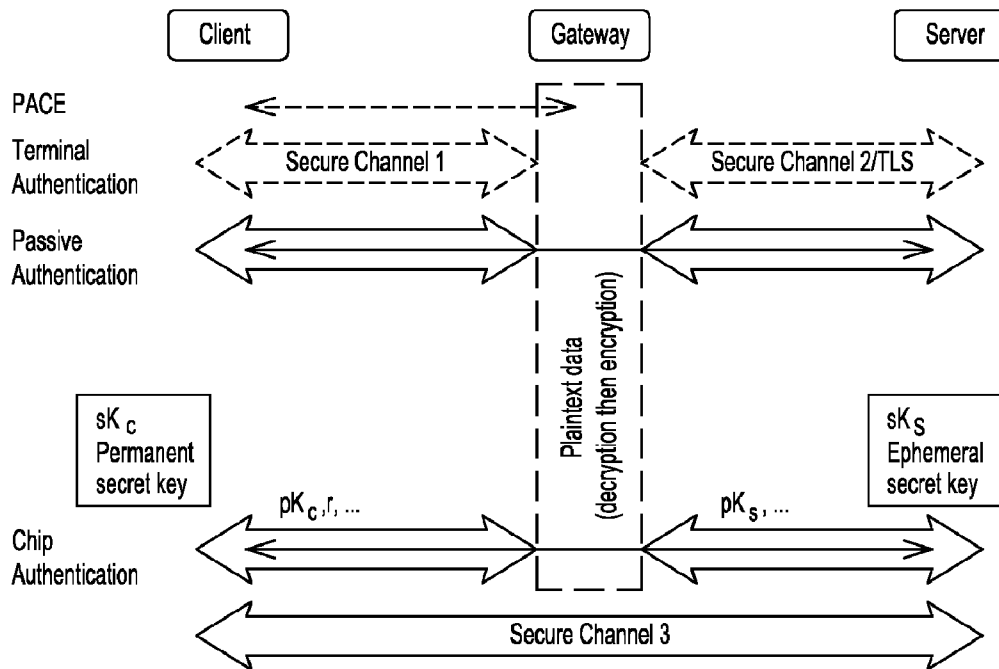 Client
Gateway
Server
PACE
Terminal
Authentication
Secure Channel 1
Secure Channel 2/TLS
Passive
Authentication
Plaintext data
(decryption then encryption)
sK C
Permanent
secret key
sK S
Ephemeral
secret key
pK C ,r, ...
pK S , ...
Chip
Authentication
Secure Channel 3